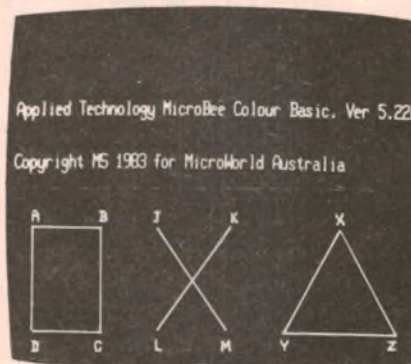 Applied Technology MicroBee Colour Basic. Ver 5.22
Copyright MS 1983 for MicroWorld Australia
A B J K X
D C L M Y Z